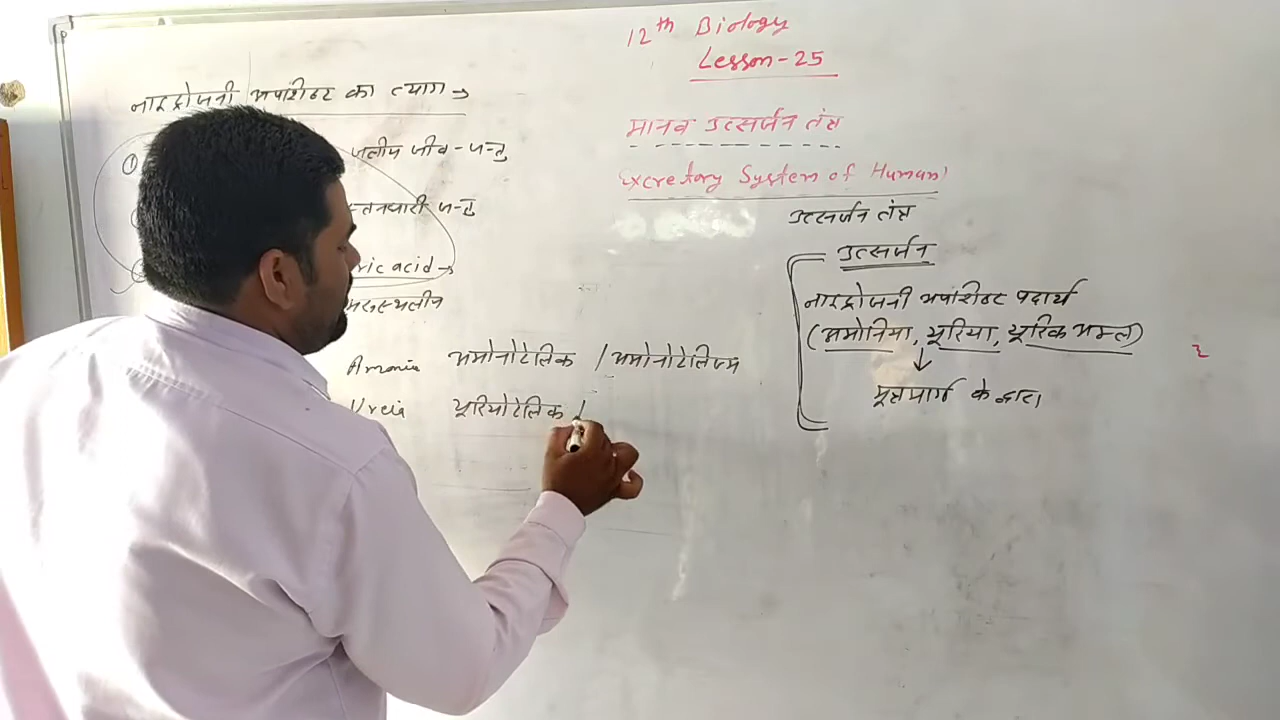 12th Biology
Lesson-25
मानव उत्सर्जन तंत्र
Excretory System of Human
उत्सर्जन तंत्र
उत्सर्जन
नाइट्रोजनी अपशिष्ट पदार्थ
(अमोनिया, यूरिया, यूरिक अम्ल)
↓
मूत्रमार्ग के द्वारा
नाइट्रोजनी अपशिष्ट का त्याग →
① जलीय जीव-जन्तु
स्तनधारी जन्तु
ric acid →
मरुस्थलीय
Amonia अमोनोटेलिक / अमोनोटेलिज्म
Ureia यूरियोटेलिक /